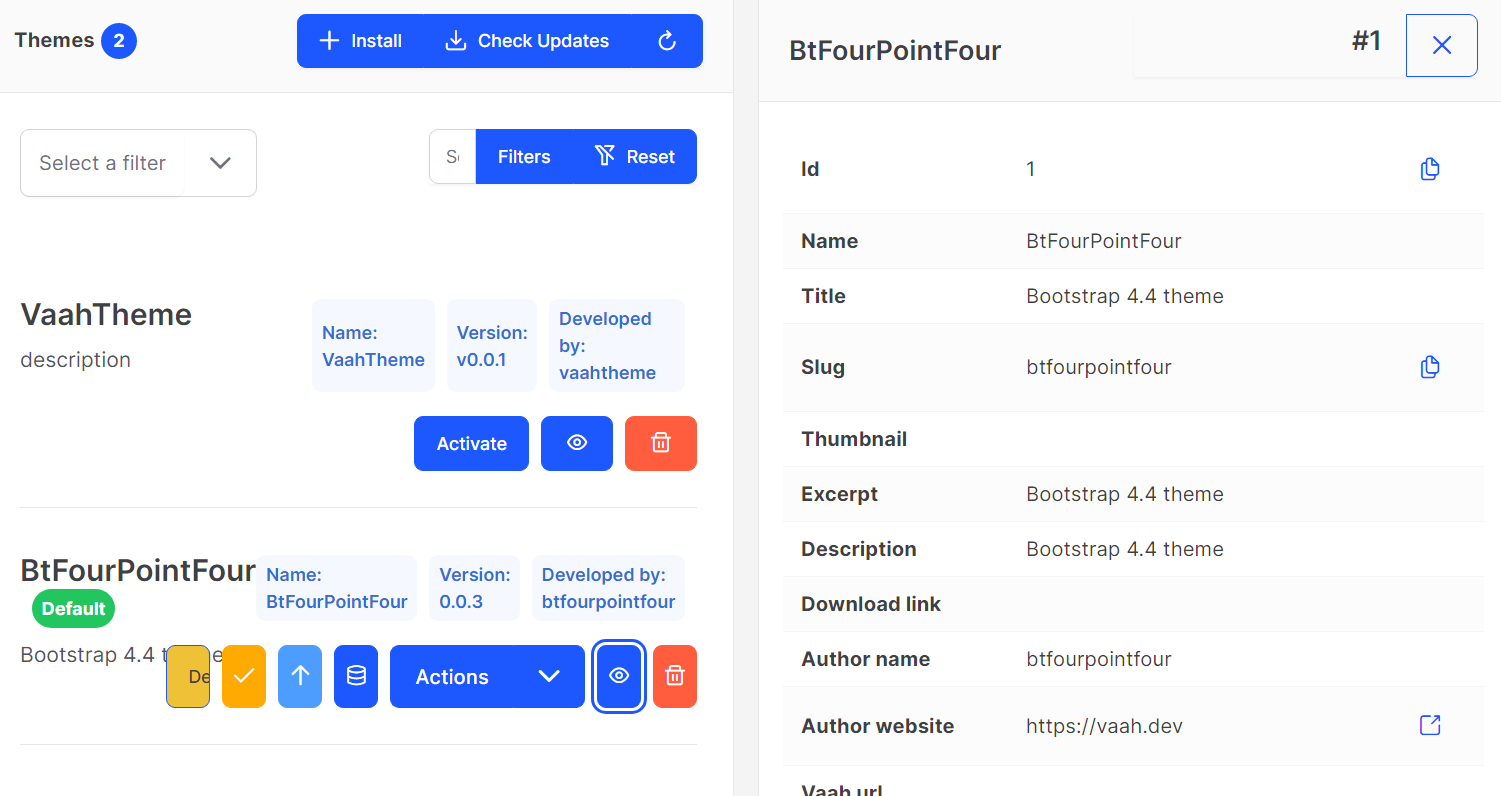 Themes 2
Install Check Updates
Select a filter
Filters Reset
VaahTheme
description
Name:
VaahTheme
Version:
v0.0.1
Developed
by:
vaahtheme
Activate
BtFourPointFour
Default
Bootstrap 4.4
Name:
BtFourPointFour
Version:
0.0.3
Developed by:
btfourpointfour
Actions
BtFourPointFour
#1
Id 1
Name BtFourPointFour
Title Bootstrap 4.4 theme
Slug btfourpointfour
Thumbnail
Excerpt Bootstrap 4.4 theme
Description Bootstrap 4.4 theme
Download link
Author name btfourpointfour
Author website https://vaah.dev
Vaah url